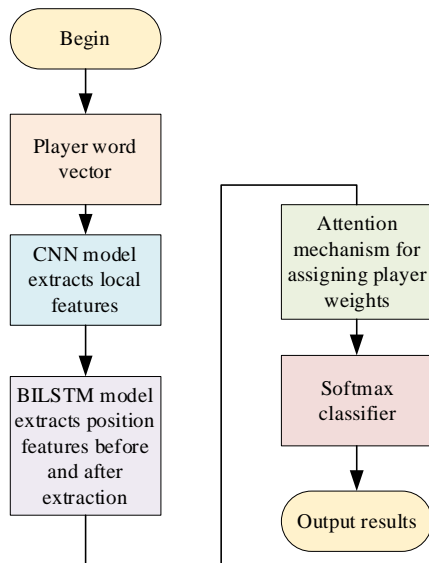 Begin
Player word
vector
CNN model
extracts local
features
BILSTM model
extracts position
features before
and after
extraction
Attention
mechanism for
assigning player
weights
Softmax
classifier
Output results